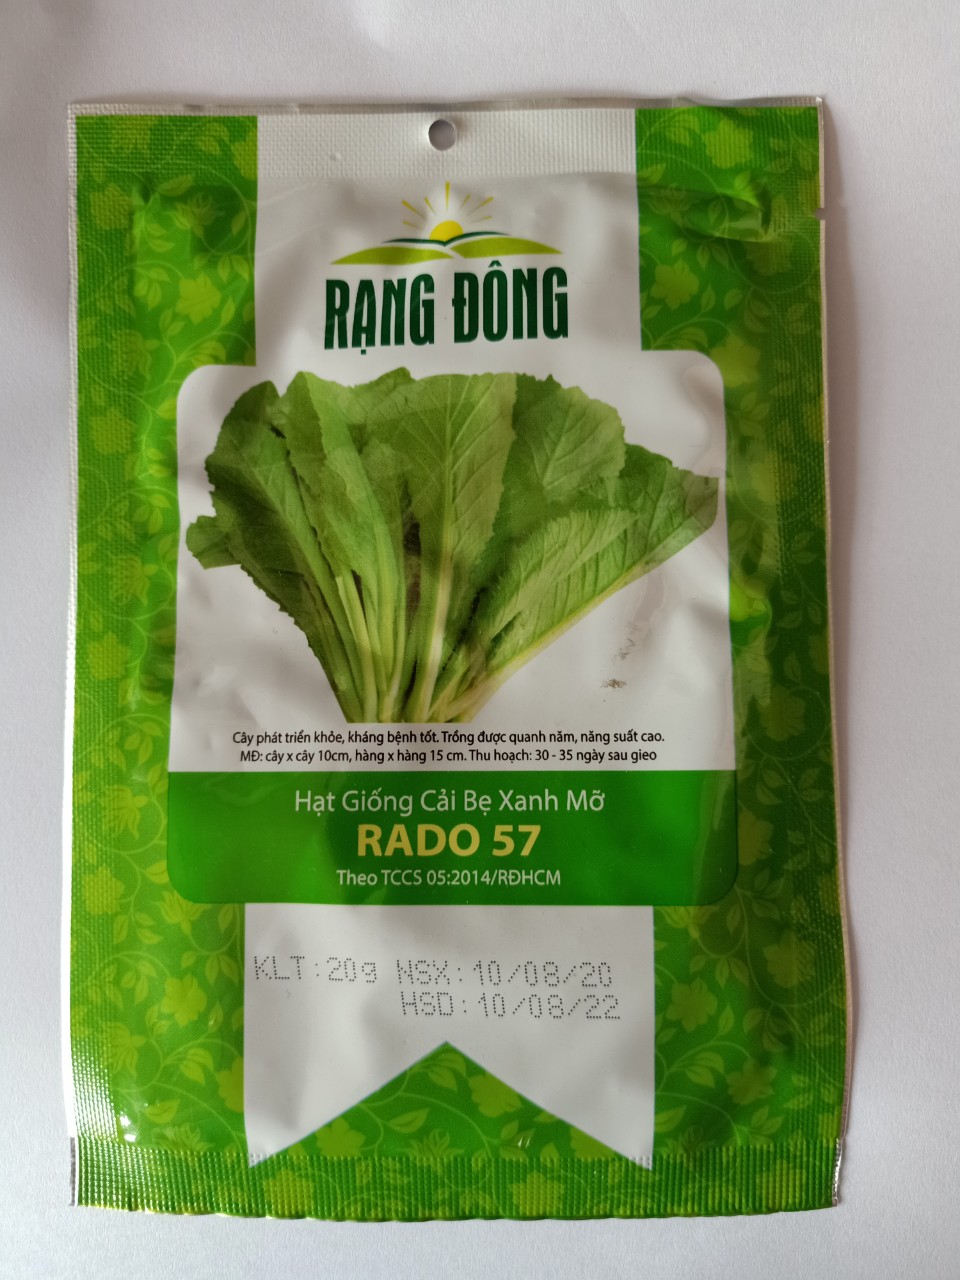 RẠNG ĐÔNG
Cây phát triển khỏe, kháng bệnh tốt. Trồng được quanh năm, năng suất cao.
MĐ: cây x cây 10cm, hàng x hàng 15 cm. Thu hoạch: 30 - 35 ngày sau gieo
Hạt Giống Cải Bẹ Xanh Mỡ
RADO 57
Theo TCCS 05:2014/RĐHCM
KLT:20g NSX:10/08/20
HSD:10/08/22